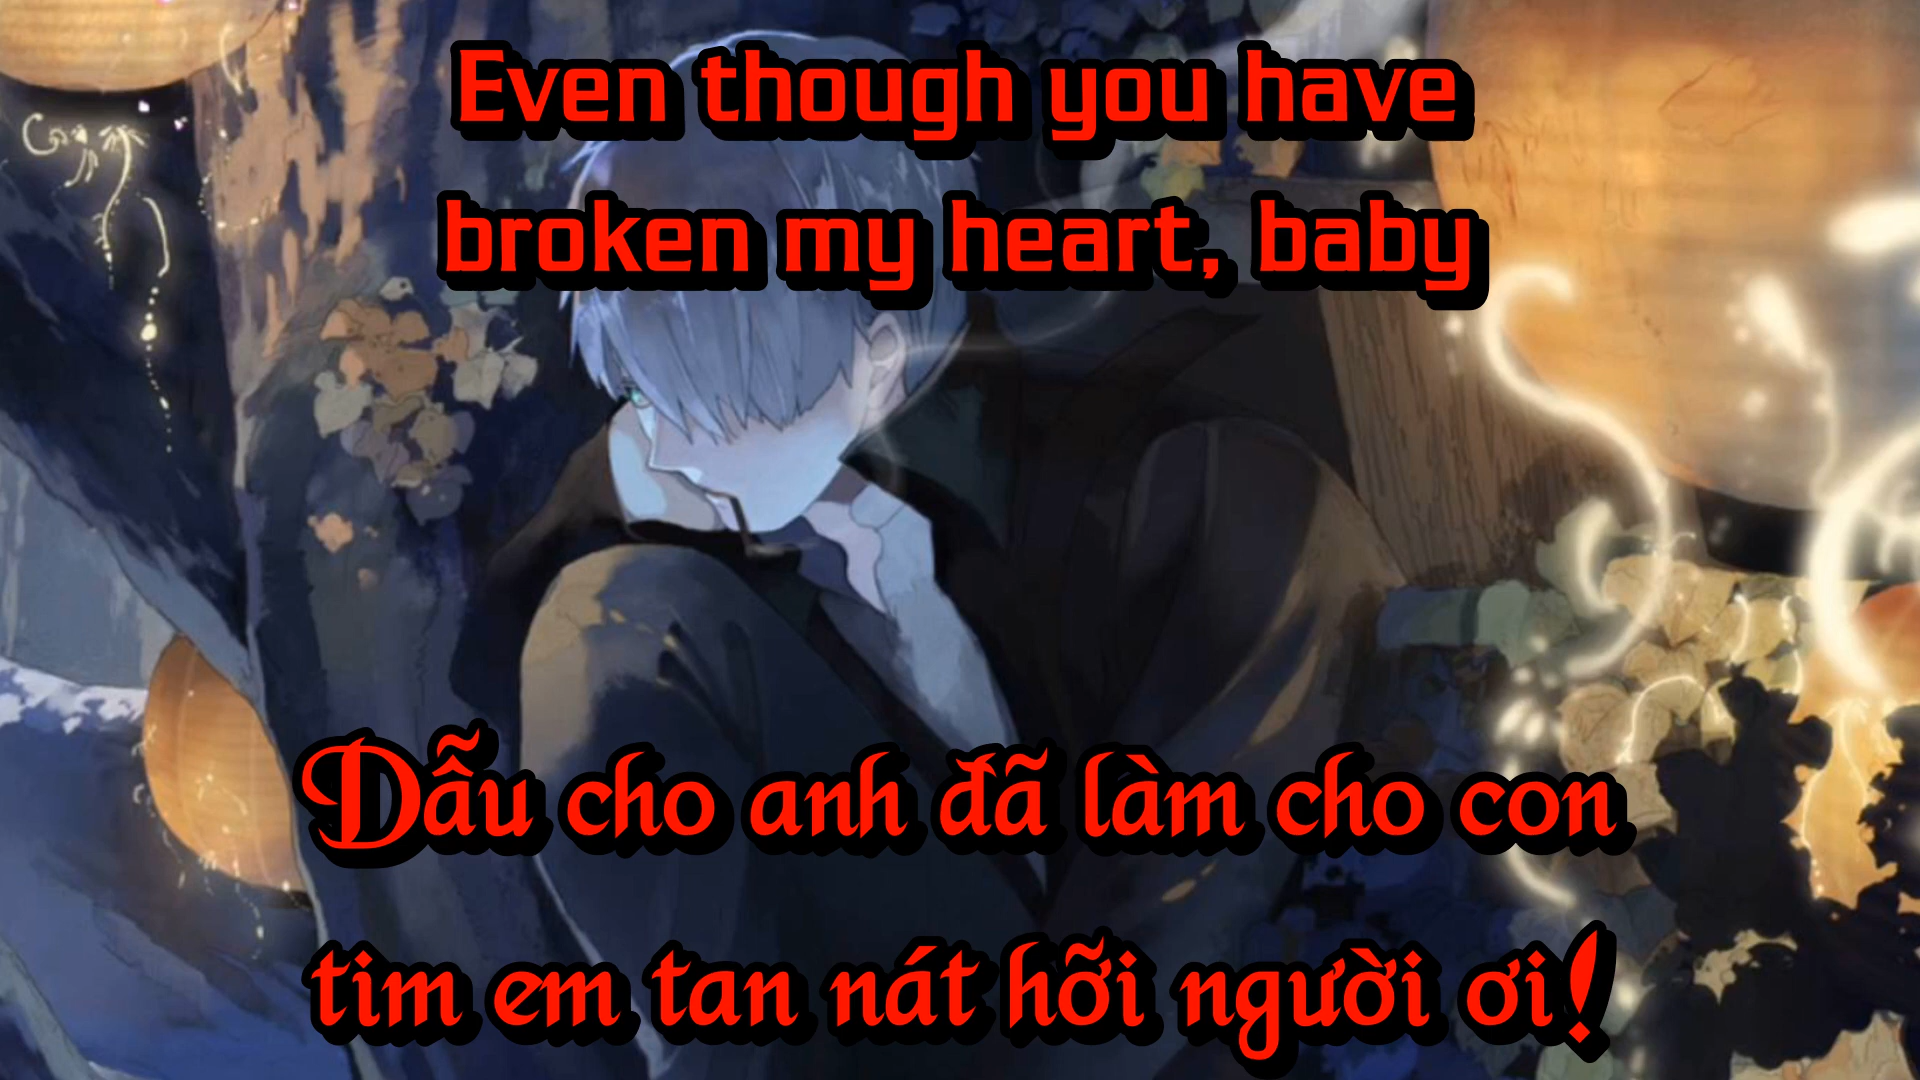 Even though you have
broken my heart, baby
Dẫu cho anh đã làm cho con
tim em tan nát hỡi người ơi!